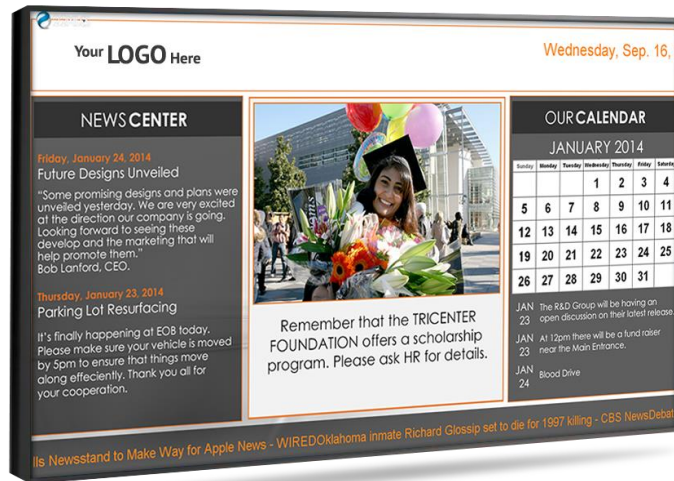 Your LOGO Here
Wednesday, Sep. 16,
NEWS CENTER
Friday, January 24, 2014
Future Designs Unveiled
“Some promising designs and plans were
unveiled yesterday. We are very excited
at the direction our company is going.
Looking forward to seeing these
develop and the marketing that will
help promote them.”
Bob Lanford, CEO.
Thursday, January 23, 2014
Parking Lot Resurfacing
It's finally happening at EOB today.
Please make sure your vehicle is moved
by 5pm to ensure that things move
along effeciently. Thank you all for
your cooperation.
Remember that the TRICENTER
FOUNDATION offers a scholarship
program. Please ask HR for details.
OUR CALENDAR
JANUARY 2014
Sunday Monday Tuesday Wednesday Thursday Friday Saturday
1 2 3 4
5 6 7 8 9 10 11
12 13 14 15 16 17 18
19 20 21 22 23 24 25
26 27 28 29 30 31
JAN 23 The R&D Group will be having an
open discussion on their latest release.
JAN 23 At 12pm there will be a fund raiser
near the Main Entrance.
JAN 24 Blood Drive
lls Newsstand to Make Way for Apple News - WIREDOklahoma inmate Richard Glossip set to die for 1997 killing - CBS NewsDebat